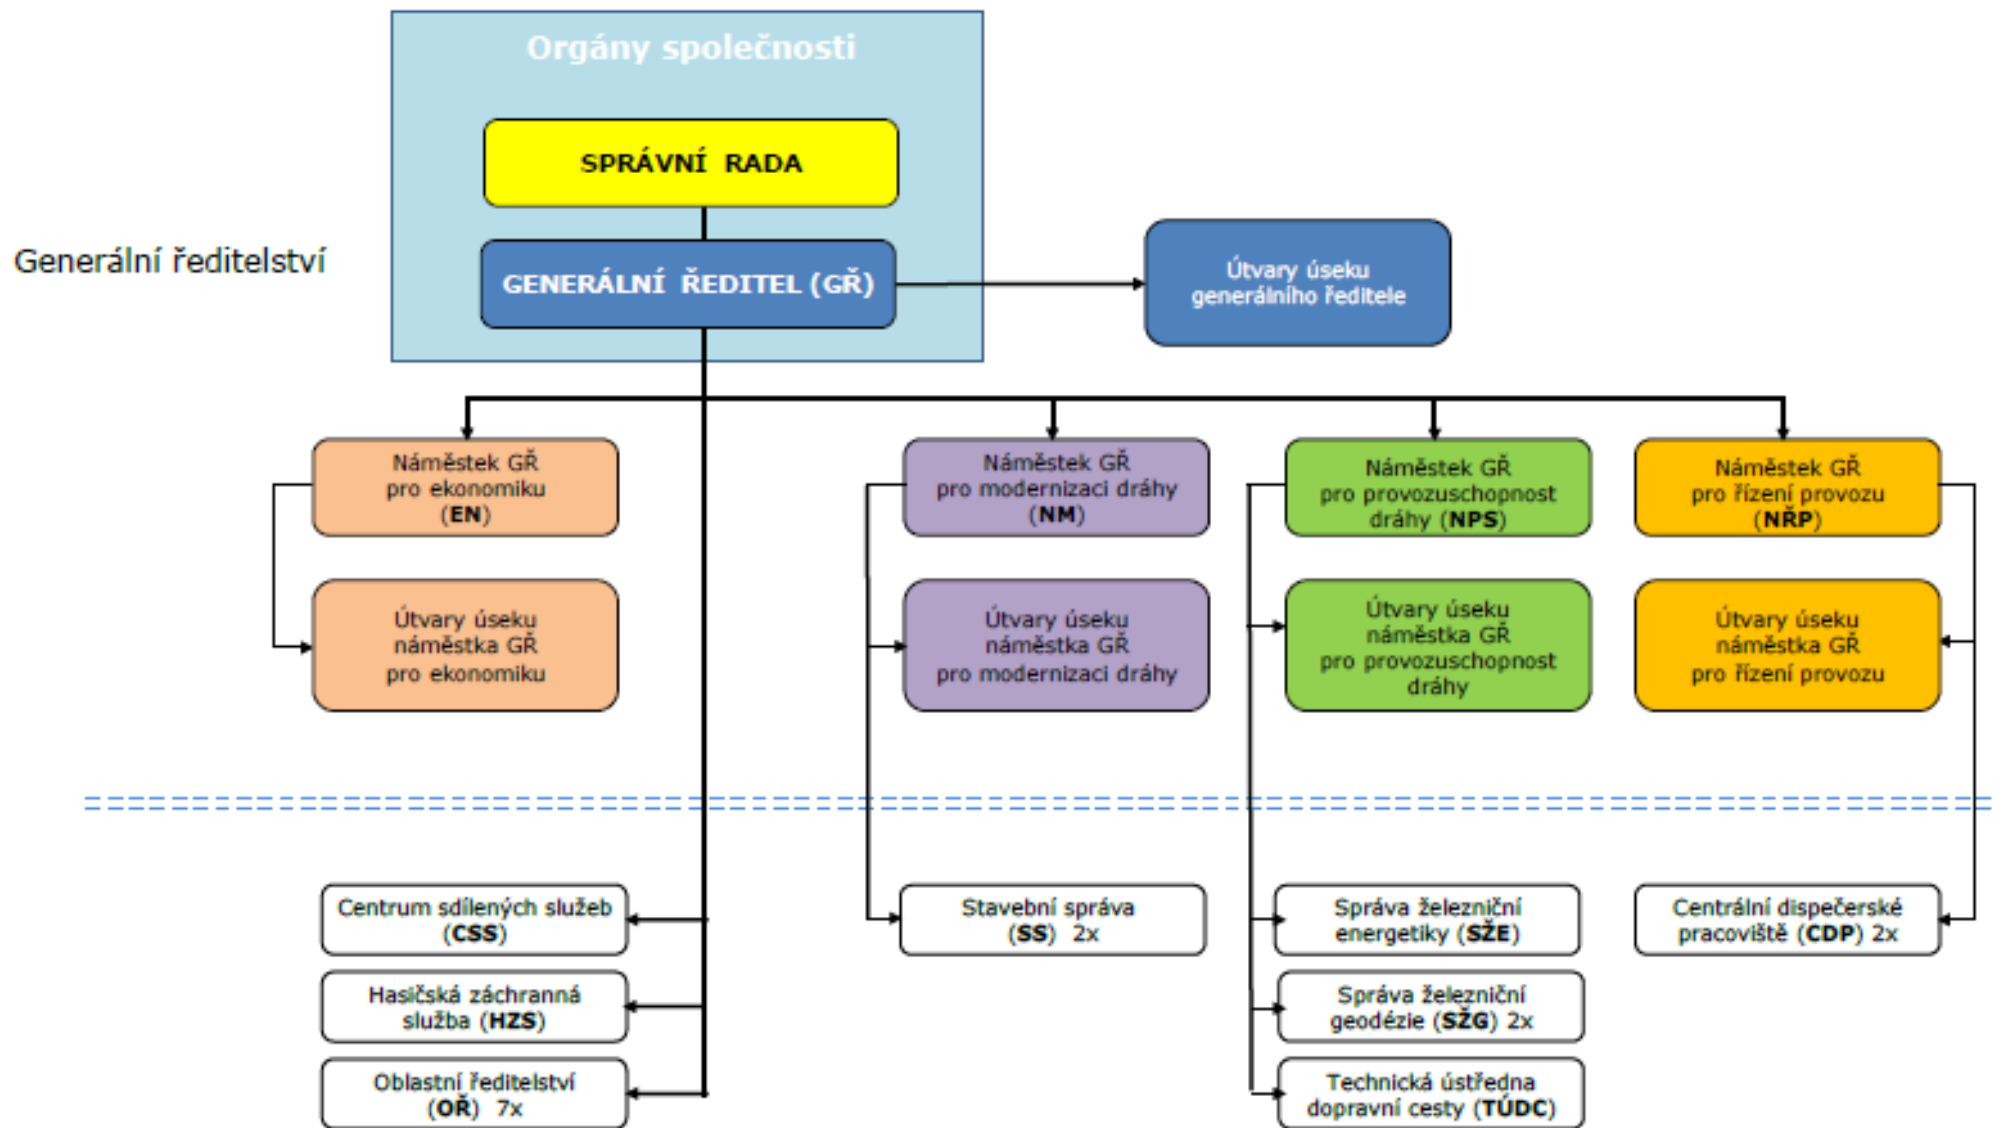 Orgány společnosti
SPRÁVNÍ RADA
Generální ředitelství
GENERÁLNÍ ŘEDITEL (GŘ)
Útvary úseku
generálního ředitele
Náměstek GŘ
pro ekonomiku
(EN)
Náměstek GŘ
pro modernizaci dráhy
(NM)
Náměstek GŘ
pro provozuschopnost
dráhy (NPS)
Náměstek GŘ
pro řízení provozu
(NŘP)
Útvary úseku
náměstka GŘ
pro ekonomiku
Útvary úseku
náměstka GŘ
pro modernizaci dráhy
Útvary úseku
náměstka GŘ
pro provozuschopnost
dráhy
Útvary úseku
náměstka GŘ
pro řízení provozu
Centrum sdílených služeb
(CSS)
Stavební správa
(SS) 2x
Správa železniční
energetiky (SŽE)
Centrální dispečerské
pracoviště (CDP) 2x
Hasičská záchranná
služba (HZS)
Správa železniční
geodézie (SŽG) 2x
Oblastní ředitelství
(OŘ) 7x
Technická ústředna
dopravní cesty (TÚDC)